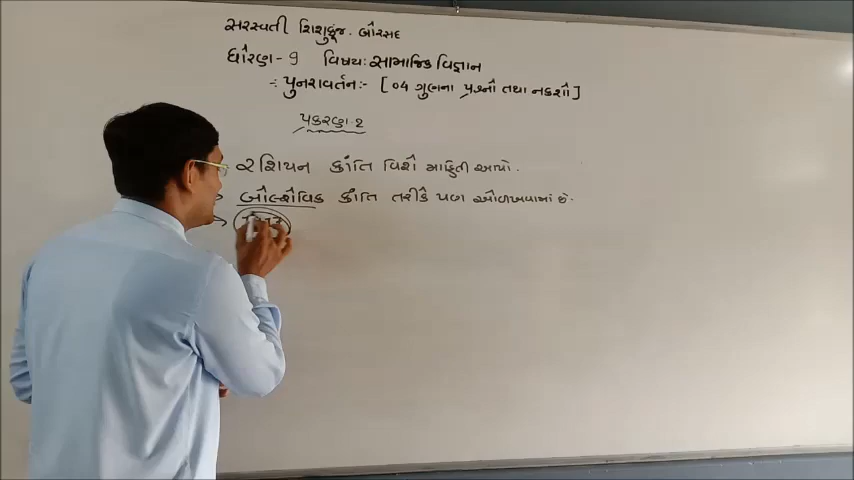 સરસ્વતી શિશુકુંજ. બોરસદ
ધોરણ - 9 વિષય: સામાજિક વિજ્ઞાન
-: પુનરાવર્તન:- [ 04 ગુણના પ્રશ્નો તથા નકશો ]
પ્રકરણ-2
રશિયન ક્રાંતિ વિશે માહિતી આપો.
બોલ્શેવિક ક્રાંતિ તરીકે પણ ઓળખવામાં છે.
→